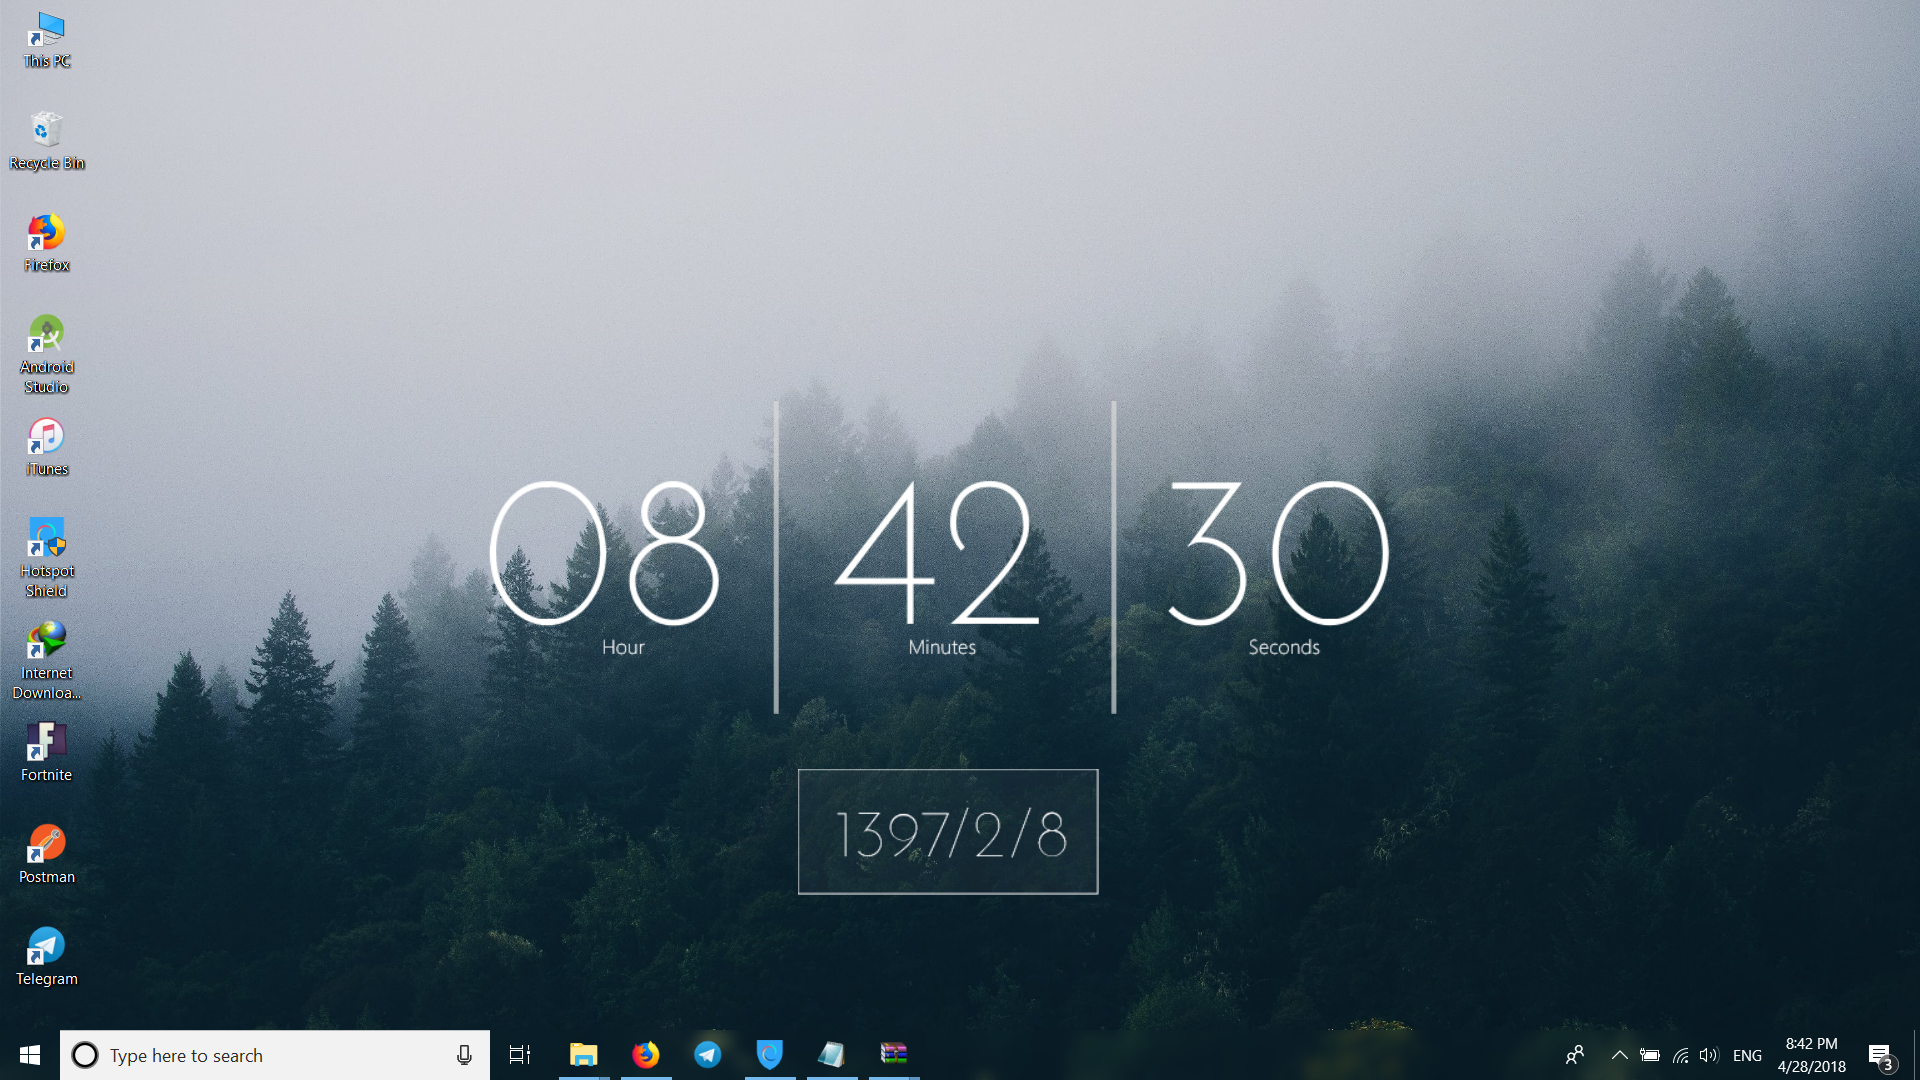 This PC
Recycle Bin
Firefox
Android
Studio
iTunes
Hotspot
Shield
Internet
Downloa...
Fortnite
Postman
Telegram
08 42 30
Hour Minutes Seconds
1397/2/8
Type here to search
ENG
8:42 PM
4/28/2018
3